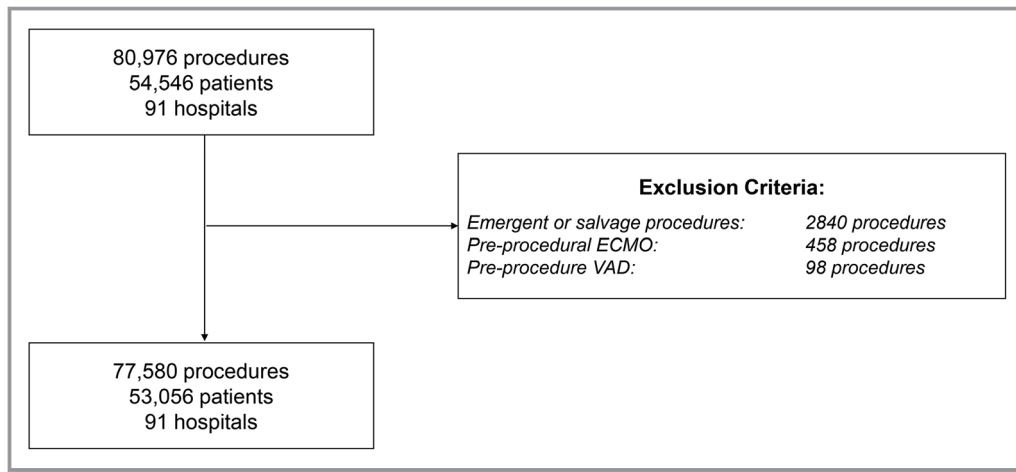 80,976 procedures
54,546 patients
91 hospitals
Exclusion Criteria:
Emergent or salvage procedures: 2840 procedures
Pre-procedural ECMO: 458 procedures
Pre-procedure VAD: 98 procedures
77,580 procedures
53,056 patients
91 hospitals